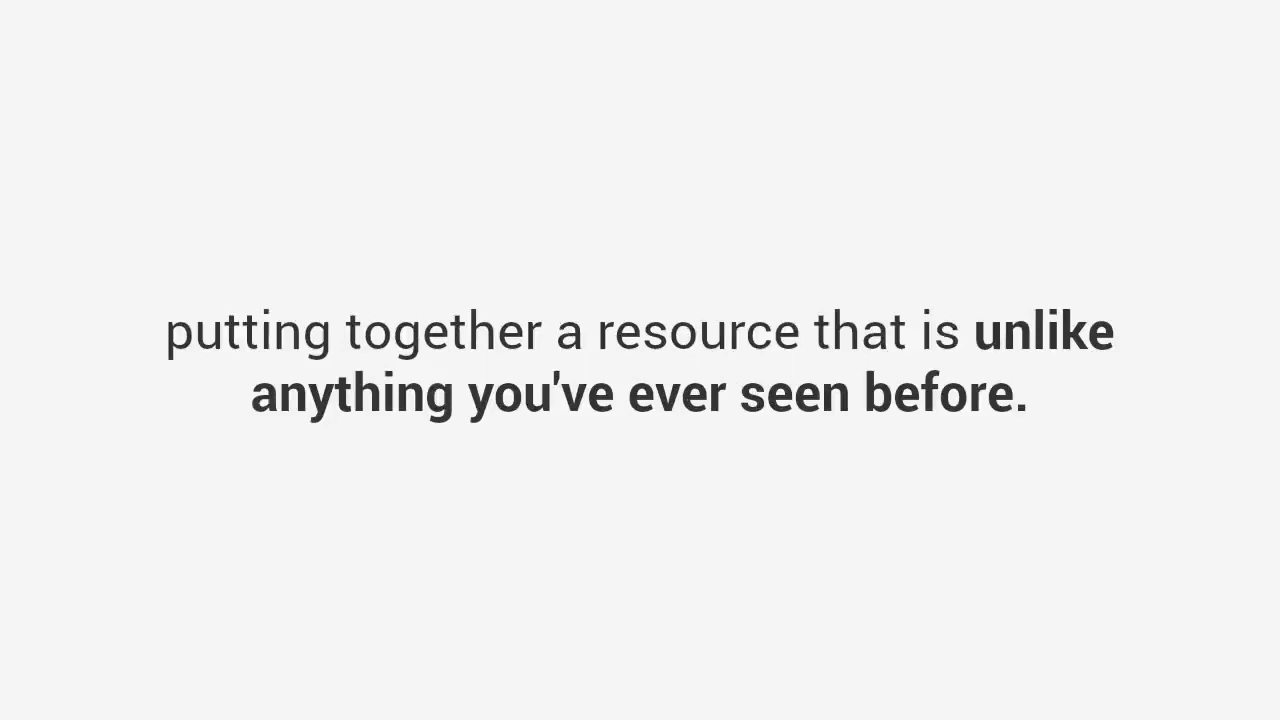 putting together a resource that is unlike
anything you've ever seen before.